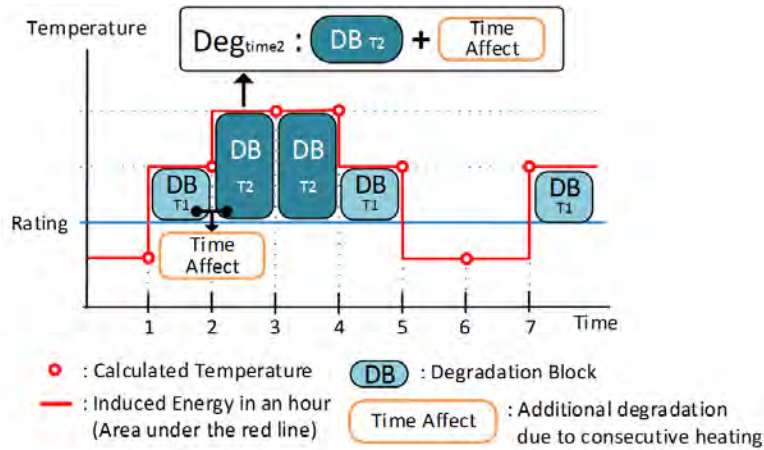 Temperature
Deg time2 : DB T2 + Time Affect
DB T1
DB T2
DB T2
DB T1
DB T1
Rating
Time Affect
1 2 3 4 5 6 7 Time
: Calculated Temperature
DB : Degradation Block
: Induced Energy in an hour
(Area under the red line)
Time Affect : Additional degradation
due to consecutive heating